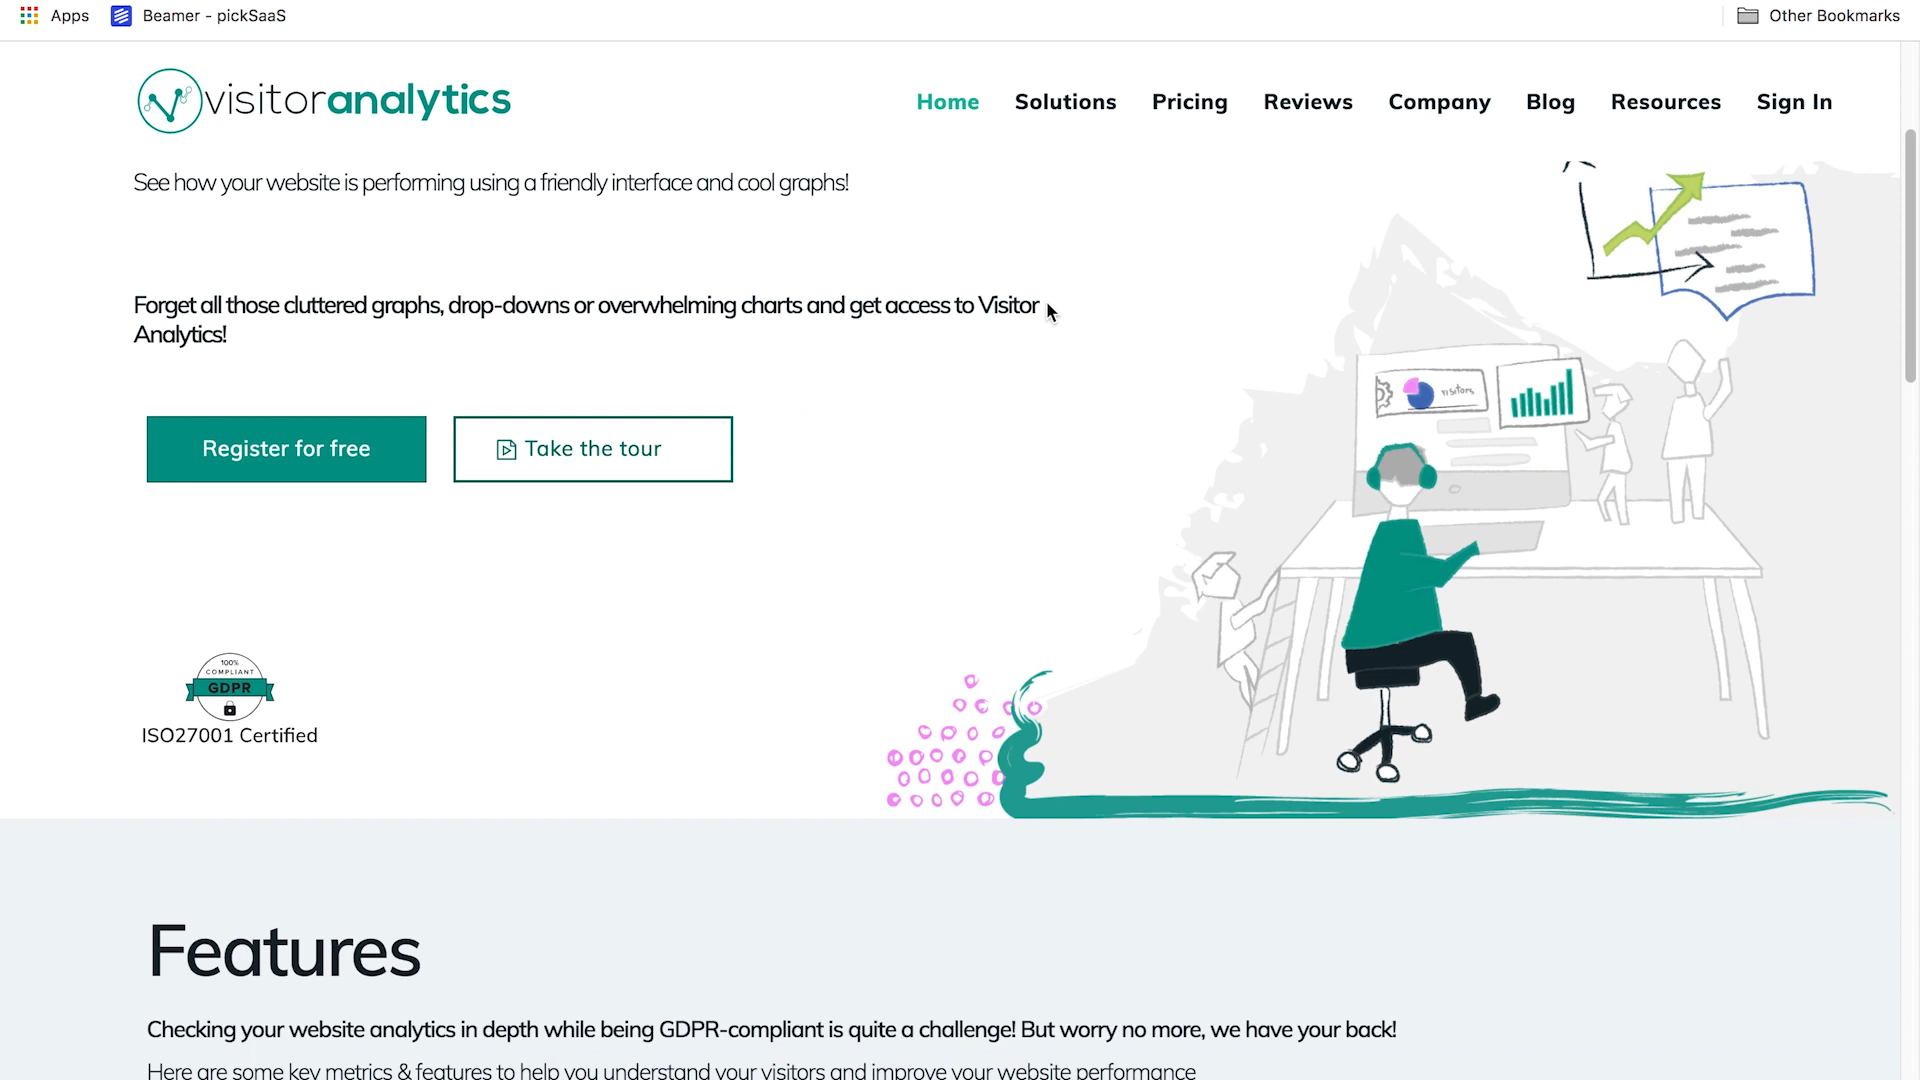 Apps
Beamer - pickSaaS
Other Bookmarks
visitoranalytics
Home
Solutions
Pricing
Reviews
Company
Blog
Resources
Sign In
See how your website is performing using a friendly interface and cool graphs!
Forget all those cluttered graphs, drop-downs or overwhelming charts and get access to Visitor
Analytics!
Register for free
Take the tour
visitors
100%
COMPLIANT
GDPR
ISO27001 Certified
Features
Checking your website analytics in depth while being GDPR-compliant is quite a challenge! But worry no more, we have your back!
Here are some key metrics & features to help you understand your visitors and improve your website performance